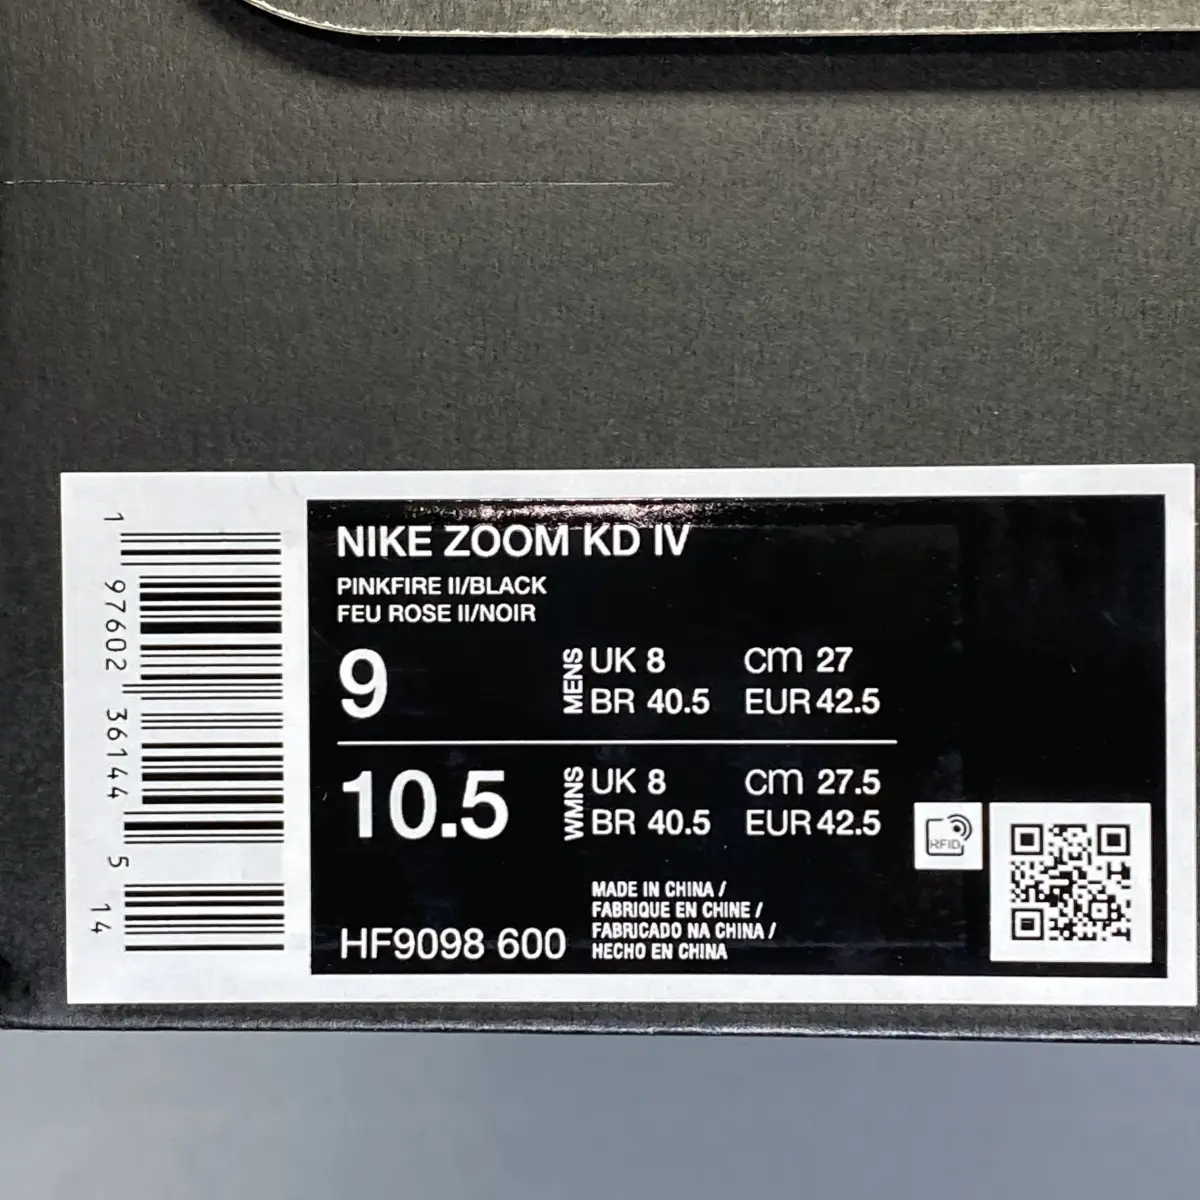 1 97602 36144 5 14
NIKE ZOOM KD IV
PINKFIRE II/BLACK
FEU ROSE II/NOIR
9 MENS UK 8 cm 27
BR 40.5 EUR 42.5
10.5 WMNS UK 8 cm 27.5
BR 40.5 EUR 42.5
RFID
MADE IN CHINA /
FABRIQUE EN CHINE /
FABRICADO NA CHINA /
HECHO EN CHINA
HF9098 600